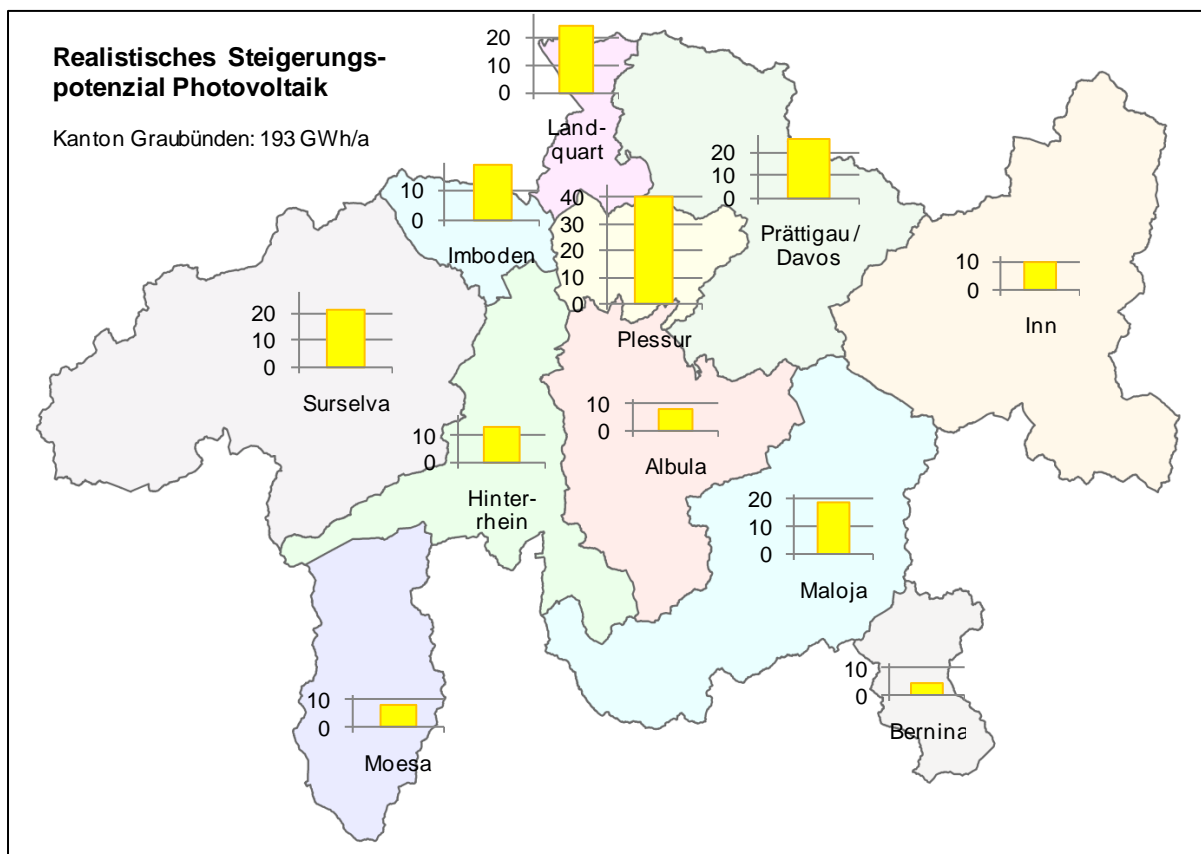 Realistisches Steigerungs-
potenzial Photovoltaik
Kanton Graubünden: 193 GWh/a
20
10
0
Land-
quart
20
10
0
Prättigau/
Davos
10
0
Imboden
40
30
20
10
0
Plessur
10
0
Inn
20
10
0
Surselva
10
0
Albula
10
0
Hinter-
rhein
20
10
0
Maloja
10
0
Bernina
10
0
Moesa